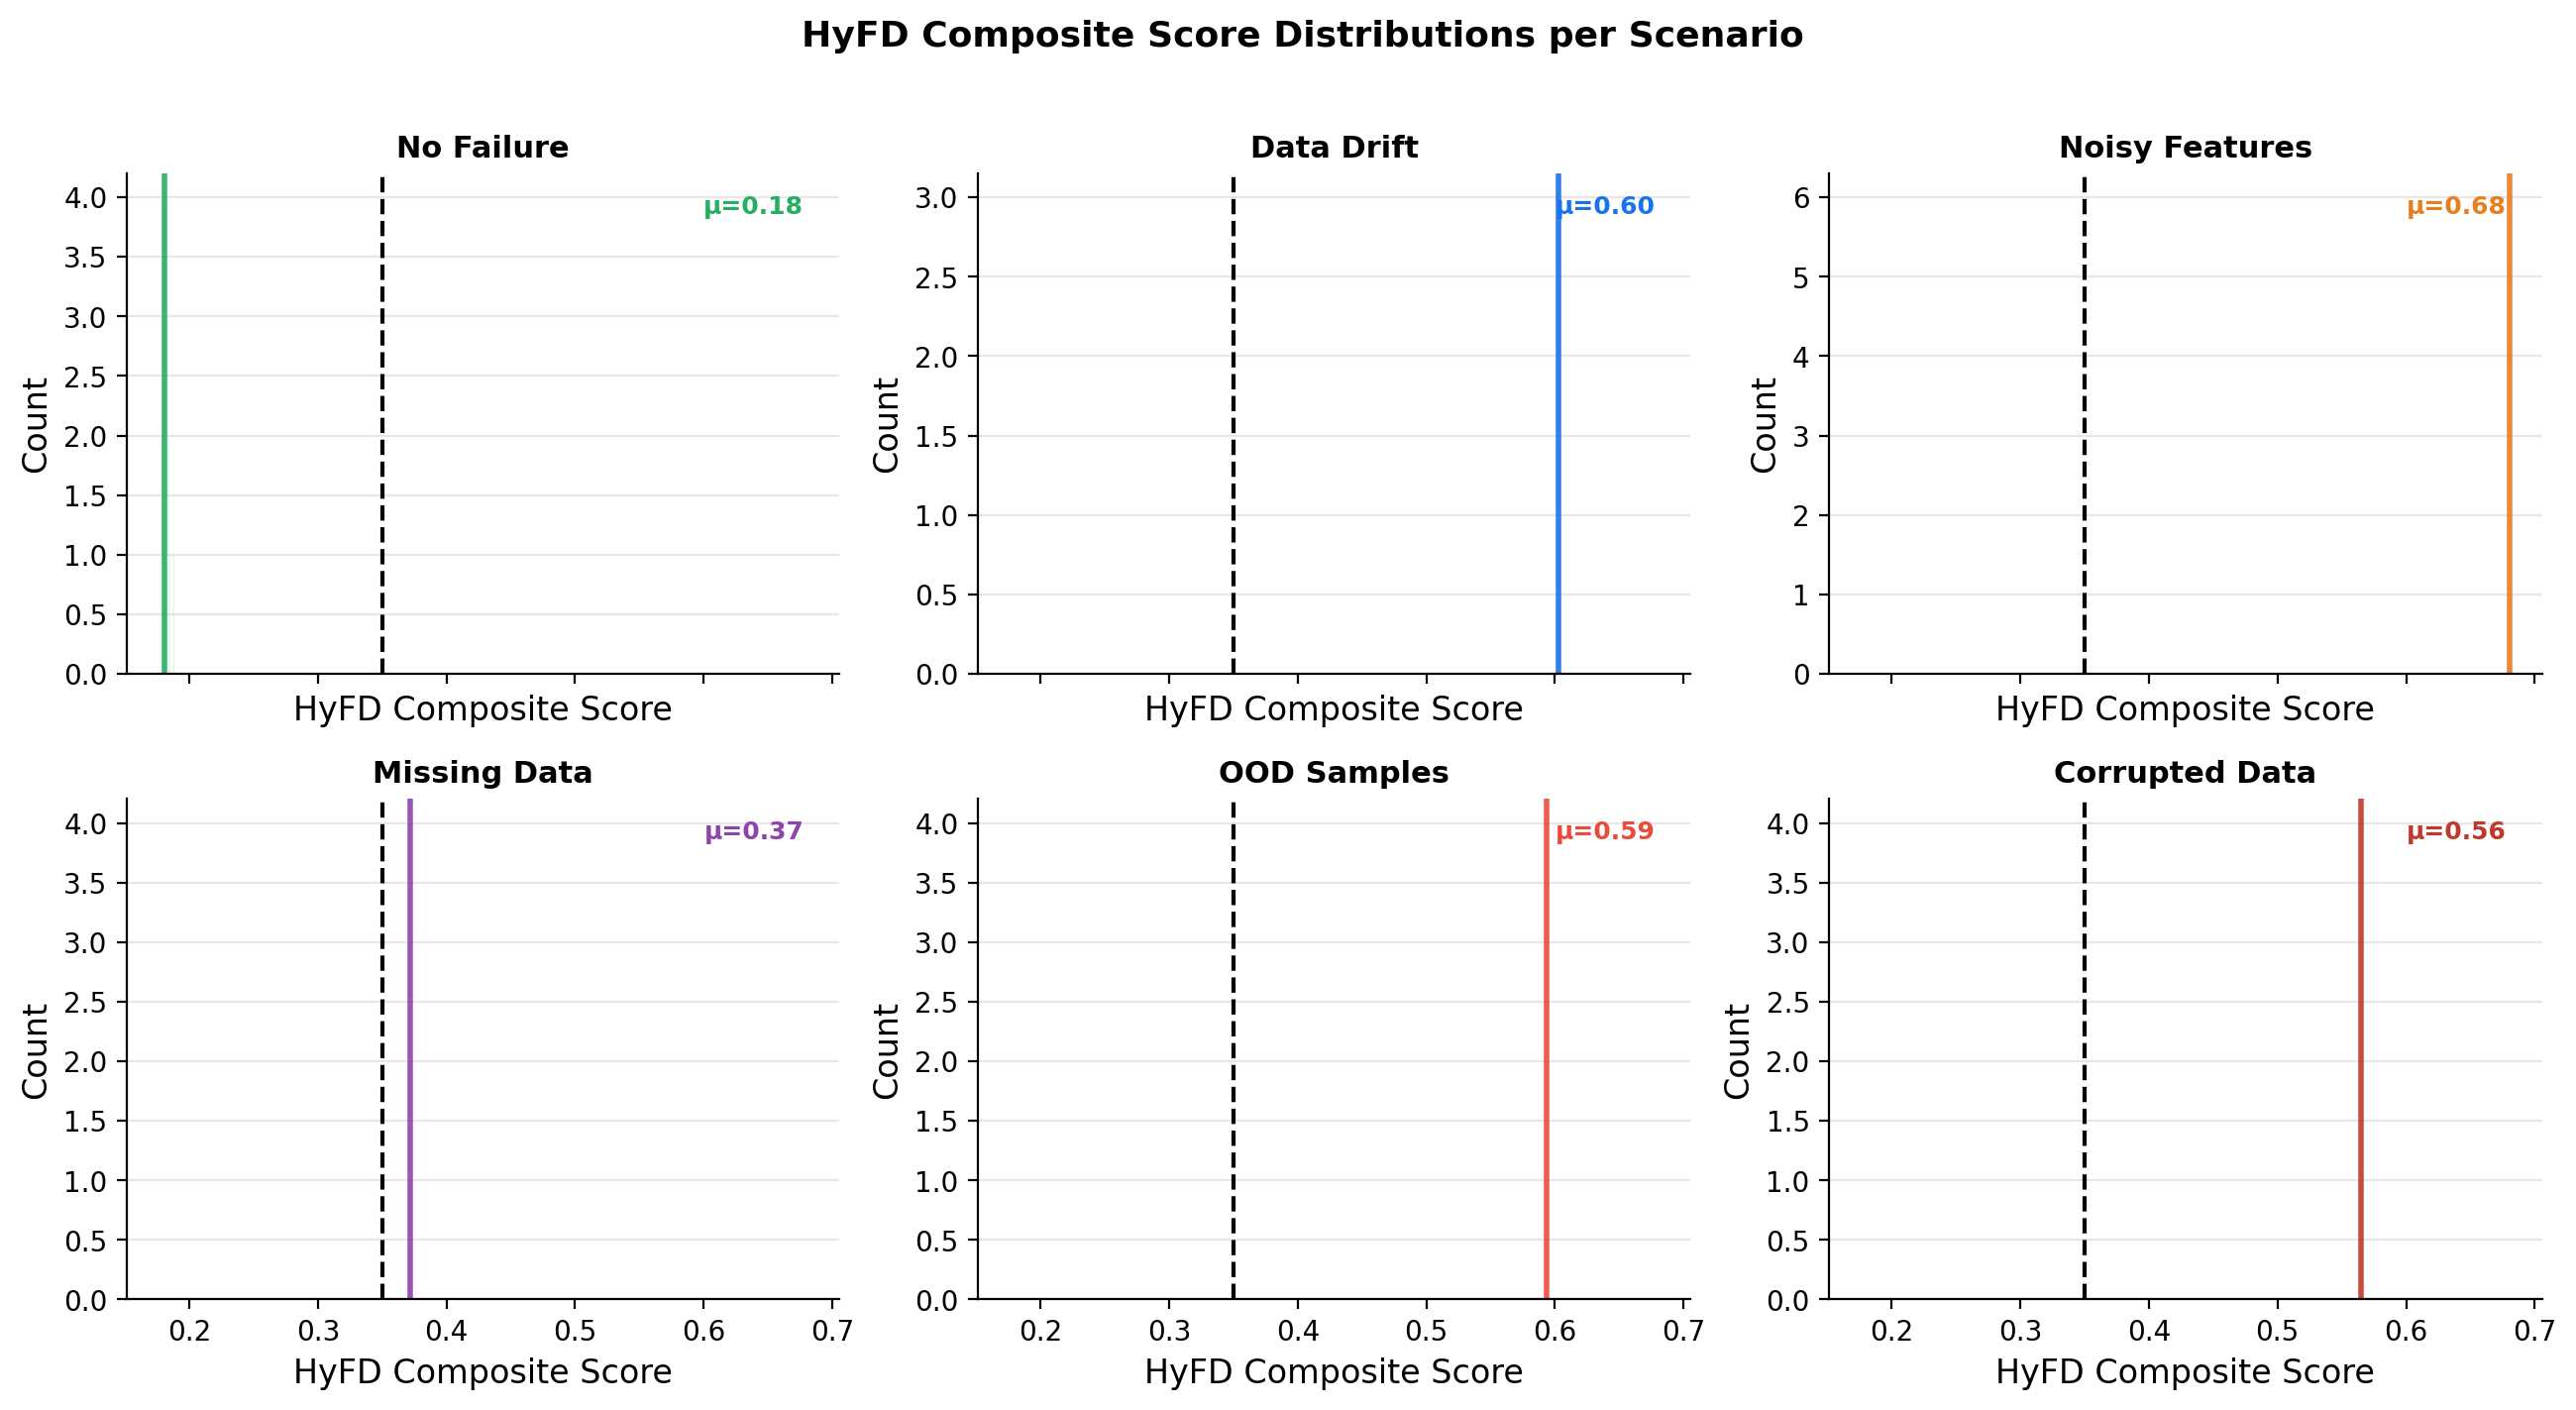 HyFD Composite Score Distributions per Scenario
No Failure
Count
4.0
3.5
3.0
2.5
2.0
1.5
1.0
0.5
0.0
μ=0.18
HyFD Composite Score
Data Drift
Count
3.0
2.5
2.0
1.5
1.0
0.5
0.0
μ=0.60
HyFD Composite Score
Noisy Features
Count
6
5
4
3
2
1
0
μ=0.68
HyFD Composite Score
Missing Data
Count
4.0
3.5
3.0
2.5
2.0
1.5
1.0
0.5
0.0
μ=0.37
0.2 0.3 0.4 0.5 0.6 0.7
HyFD Composite Score
OOD Samples
Count
4.0
3.5
3.0
2.5
2.0
1.5
1.0
0.5
0.0
μ=0.59
0.2 0.3 0.4 0.5 0.6 0.7
HyFD Composite Score
Corrupted Data
Count
4.0
3.5
3.0
2.5
2.0
1.5
1.0
0.5
0.0
μ=0.56
0.2 0.3 0.4 0.5 0.6 0.7
HyFD Composite Score